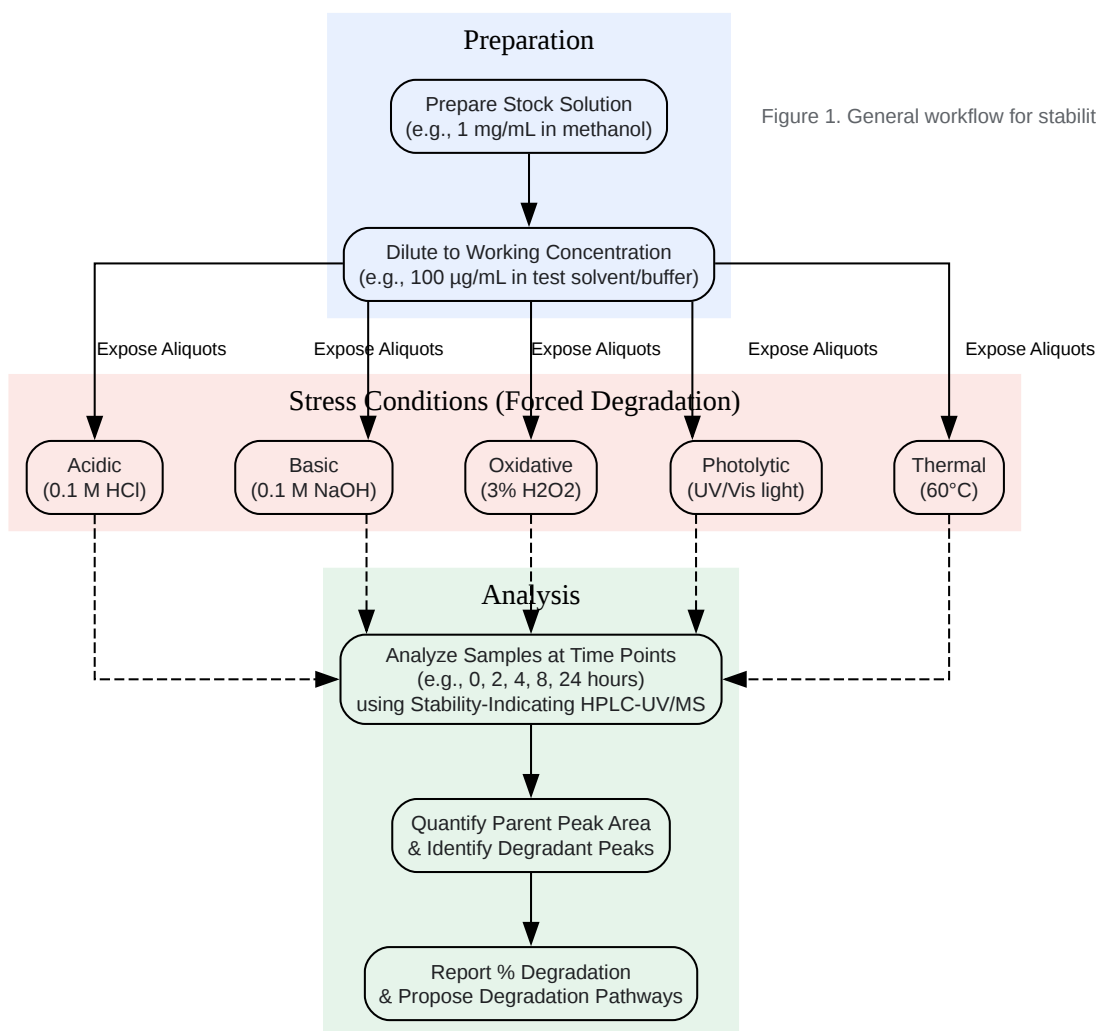 Preparation
Prepare Stock Solution
(e.g., 1 mg/mL in methanol)
Figure 1. General workflow for stabilit
Dilute to Working Concentration
(e.g., 100 µg/mL in test solvent/buffer)
Expose Aliquots
Expose Aliquots
Expose Aliquots
Expose Aliquots
Expose Aliquots
Stress Conditions (Forced Degradation)
Acidic
(0.1 M HCl)
Basic
(0.1 M NaOH)
Oxidative
(3% H2O2)
Photolytic
(UV/Vis light)
Thermal
(60°C)
Analysis
Analyze Samples at Time Points
(e.g., 0, 2, 4, 8, 24 hours)
using Stability-Indicating HPLC-UV/MS
Quantify Parent Peak Area
& Identify Degradant Peaks
Report % Degradation
& Propose Degradation Pathways